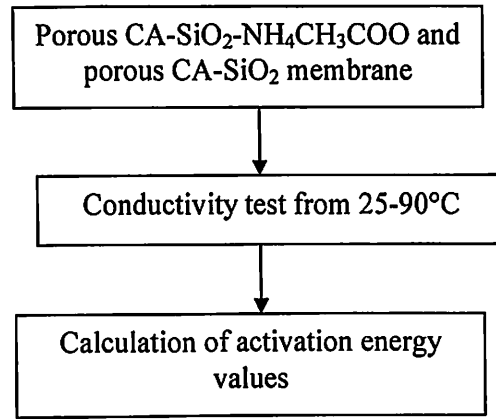 Porous CA-SiO₂-NH₄CH₃COO and
porous CA-SiO₂ membrane
Conductivity test from 25-90°C
Calculation of activation energy
values